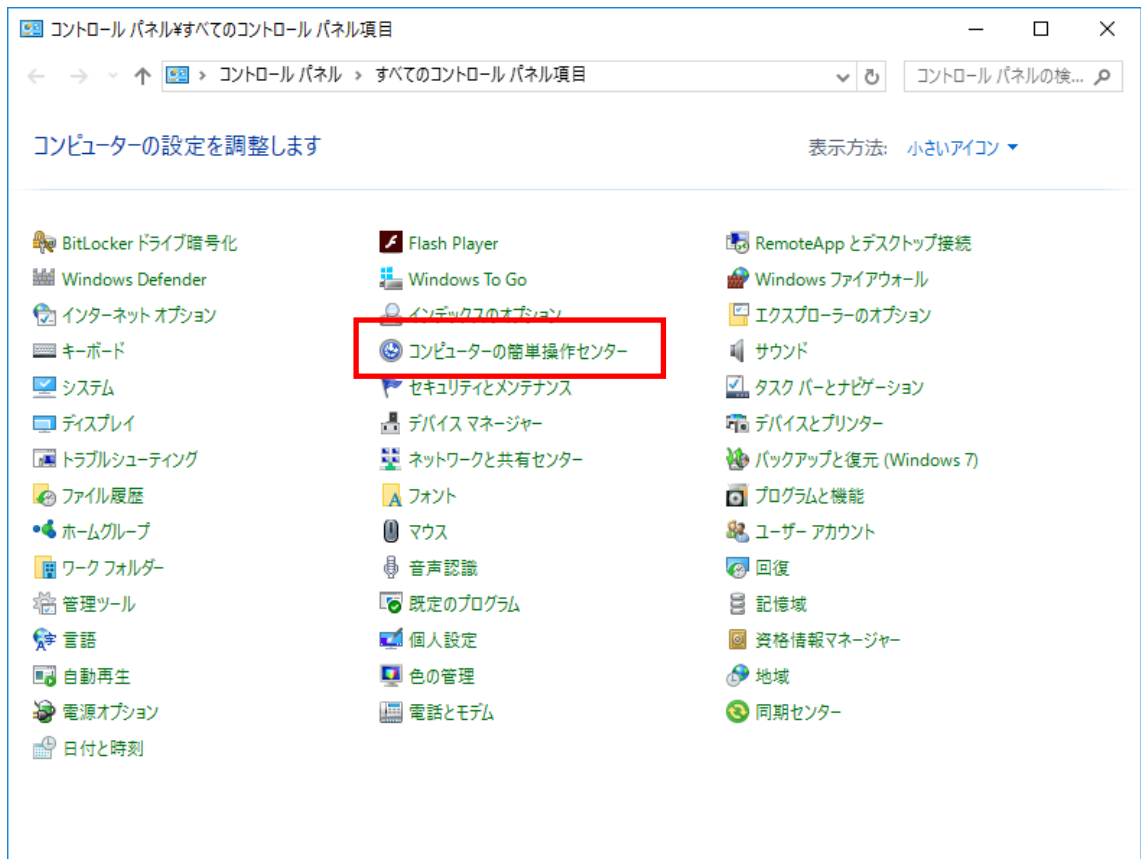 コントロール パネル¥すべてのコントロール パネル項目
コントロール パネル › すべてのコントロール パネル項目
コントロール パネルの検...
コンピューターの設定を調整します
表示方法: 小さいアイコン
BitLocker ドライブ暗号化
Flash Player
RemoteApp とデスクトップ接続
Windows Defender
Windows To Go
Windows ファイアウォール
インターネット オプション
インデックスのオプション
エクスプローラーのオプション
キーボード
コンピューターの簡単操作センター
サウンド
システム
セキュリティとメンテナンス
タスク バーとナビゲーション
ディスプレイ
デバイス マネージャー
デバイスとプリンター
トラブルシューティング
ネットワークと共有センター
バックアップと復元 (Windows 7)
ファイル履歴
フォント
プログラムと機能
ホームグループ
マウス
ユーザー アカウント
ワーク フォルダー
音声認識
回復
管理ツール
既定のプログラム
記憶域
言語
個人設定
資格情報マネージャー
自動再生
色の管理
地域
電源オプション
電話とモデム
同期センター
日付と時刻